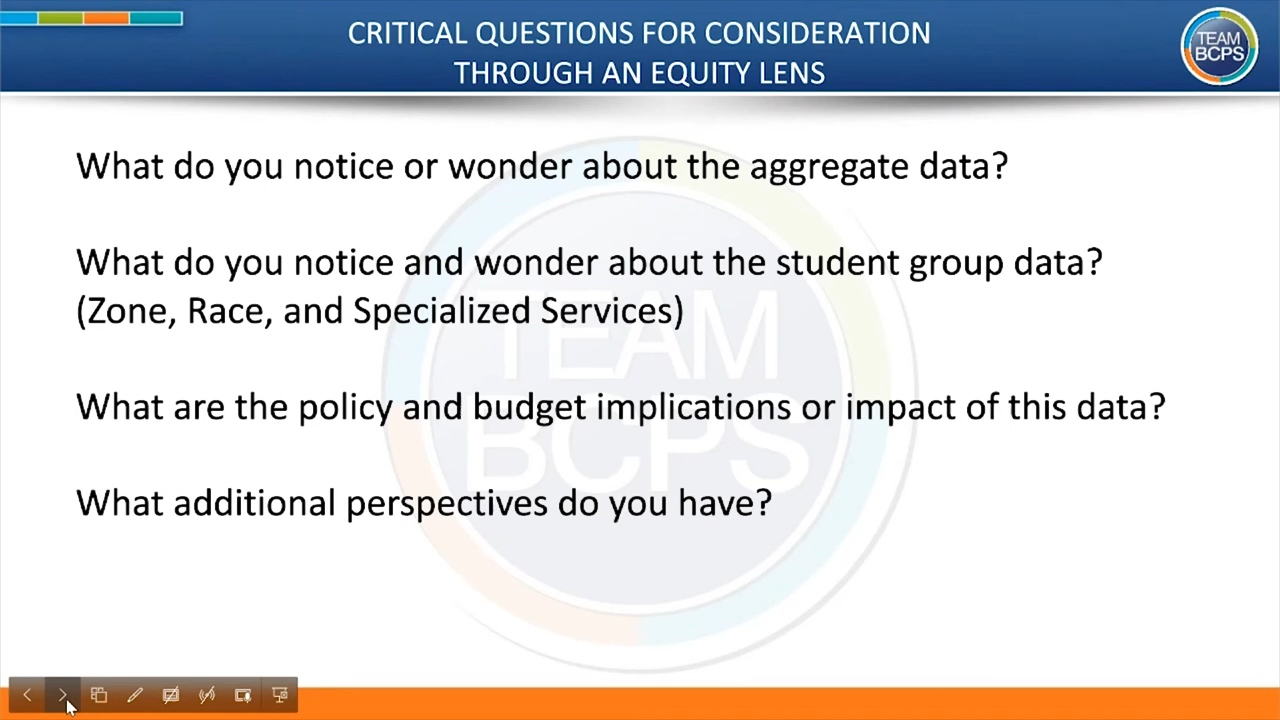 CRITICAL QUESTIONS FOR CONSIDERATION
THROUGH AN EQUITY LENS
TEAM
BCPS
What do you notice or wonder about the aggregate data?
What do you notice and wonder about the student group data?
(Zone, Race, and Specialized Services)
What are the policy and budget implications or impact of this data?
What additional perspectives do you have?
TEAM
BCPS